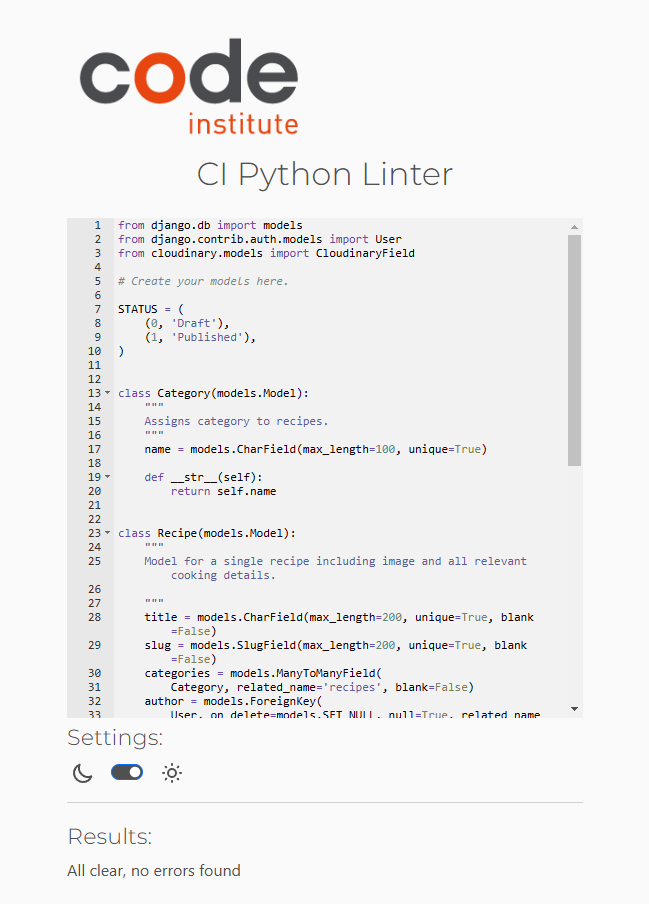 code
institute
CI Python Linter
1 from django.db import models
2 from django.contrib.auth.models import User
3 from cloudinary.models import CloudinaryField
4
5 # Create your models here.
6
7 STATUS = (
8 (0, 'Draft'),
9 (1, 'Published'),
10 )
11
12
13 class Category(models.Model):
14 """
15 Assigns category to recipes.
16 """
17 name = models.CharField(max_length=100, unique=True)
18
19 def __str__(self):
20 return self.name
21
22
23 class Recipe(models.Model):
24 """
25 Model for a single recipe including image and all relevant
cooking details.
26
27 """
28 title = models.CharField(max_length=200, unique=True, blank
=False)
29 slug = models.SlugField(max_length=200, unique=True, blank
=False)
30 categories = models.ManyToManyField(
31 Category, related_name='recipes', blank=False)
32 author = models.ForeignKey(
33 User, on_delete=models.SET_NULL, null=True, related_name
Settings:
Results:
All clear, no errors found